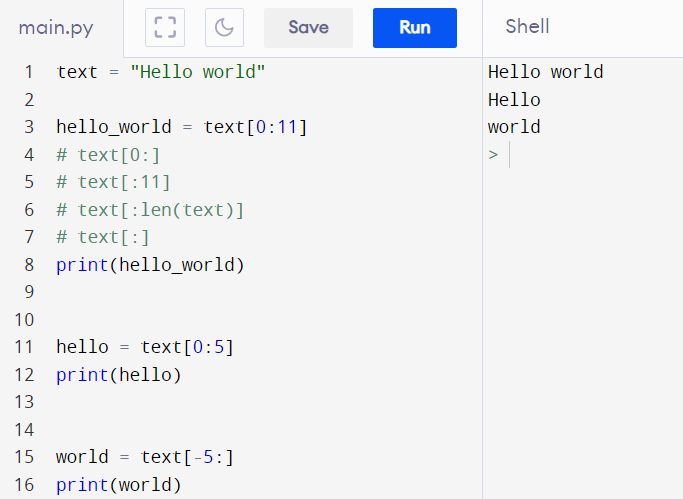 main.py Save Run Shell
1 text = "Hello world"
2
3 hello_world = text[0:11]
4 # text[0:]
5 # text[:11]
6 # text[:len(text)]
7 # text[:]
8 print(hello_world)
9
10
11 hello = text[0:5]
12 print(hello)
13
14
15 world = text[-5:]
16 print(world)
Hello world
Hello
world
>